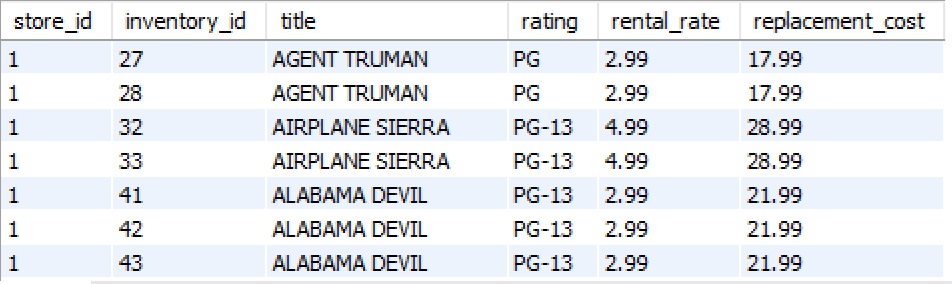 store_id inventory_id title rating rental_rate replacement_cost
1 27 AGENT TRUMAN PG 2.99 17.99
1 28 AGENT TRUMAN PG 2.99 17.99
1 32 AIRPLANE SIERRA PG-13 4.99 28.99
1 33 AIRPLANE SIERRA PG-13 4.99 28.99
1 41 ALABAMA DEVIL PG-13 2.99 21.99
1 42 ALABAMA DEVIL PG-13 2.99 21.99
1 43 ALABAMA DEVIL PG-13 2.99 21.99